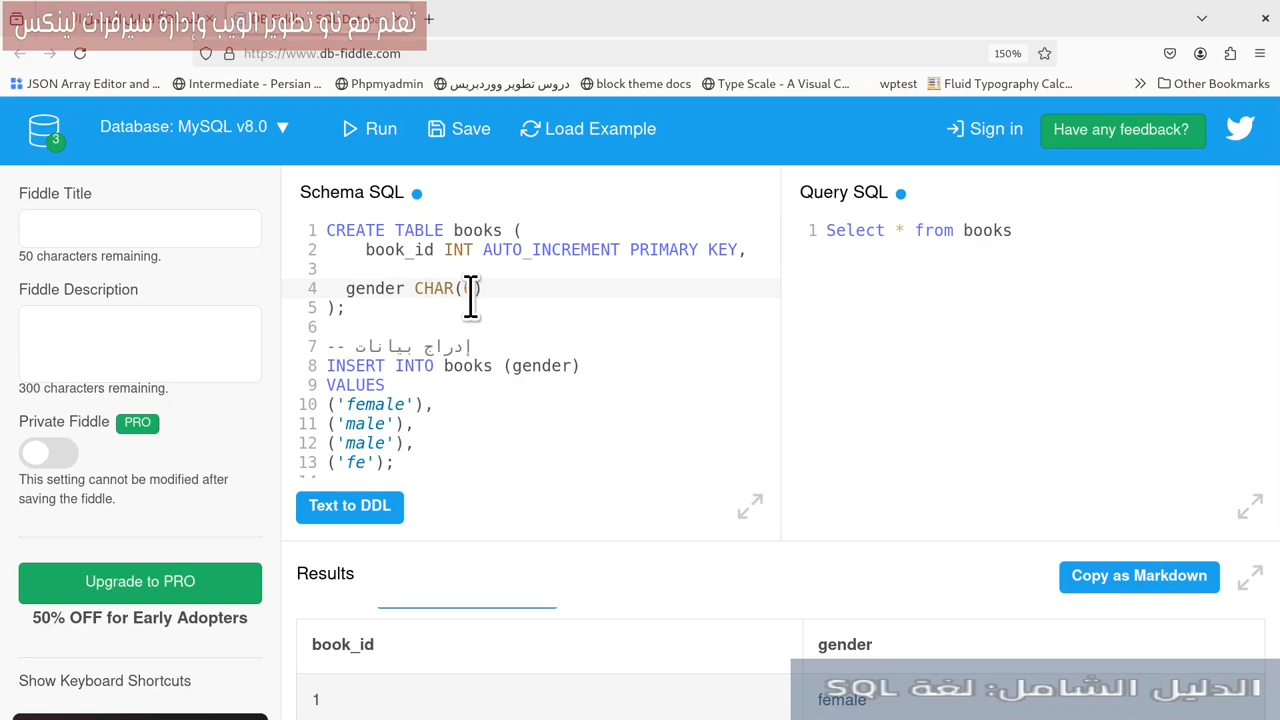 تعلم مع ناو تطوير الويب وإدارة سيرفرات لينكس
https://www.db-fiddle.com
150%
JSON Array Editor and ...
Intermediate - Persian ...
Phpmyadmin
دروس تطوير ووردبريس
block theme docs
Type Scale - A Visual C...
wptest
Fluid Typography Calc...
Other Bookmarks
3
Database: MySQL v8.0 ▼
Run
Save
Load Example
Sign in
Have any feedback?
Fiddle Title
50 characters remaining.
Fiddle Description
300 characters remaining.
Private Fiddle PRO
This setting cannot be modified after
saving the fiddle.
Upgrade to PRO
50% OFF for Early Adopters
Show Keyboard Shortcuts
Schema SQL
1 CREATE TABLE books (
2 book_id INT AUTO_INCREMENT PRIMARY KEY,
3
4 gender CHAR( )
5 );
6
7 -- إدراج بيانات
8 INSERT INTO books (gender)
9 VALUES
10 ('female'),
11 ('male'),
12 ('male'),
13 ('fe');
Text to DDL
Query SQL
1 Select * from books
Results
Copy as Markdown
book_id gender
1 female
الدليل الشامل: لغة SQL